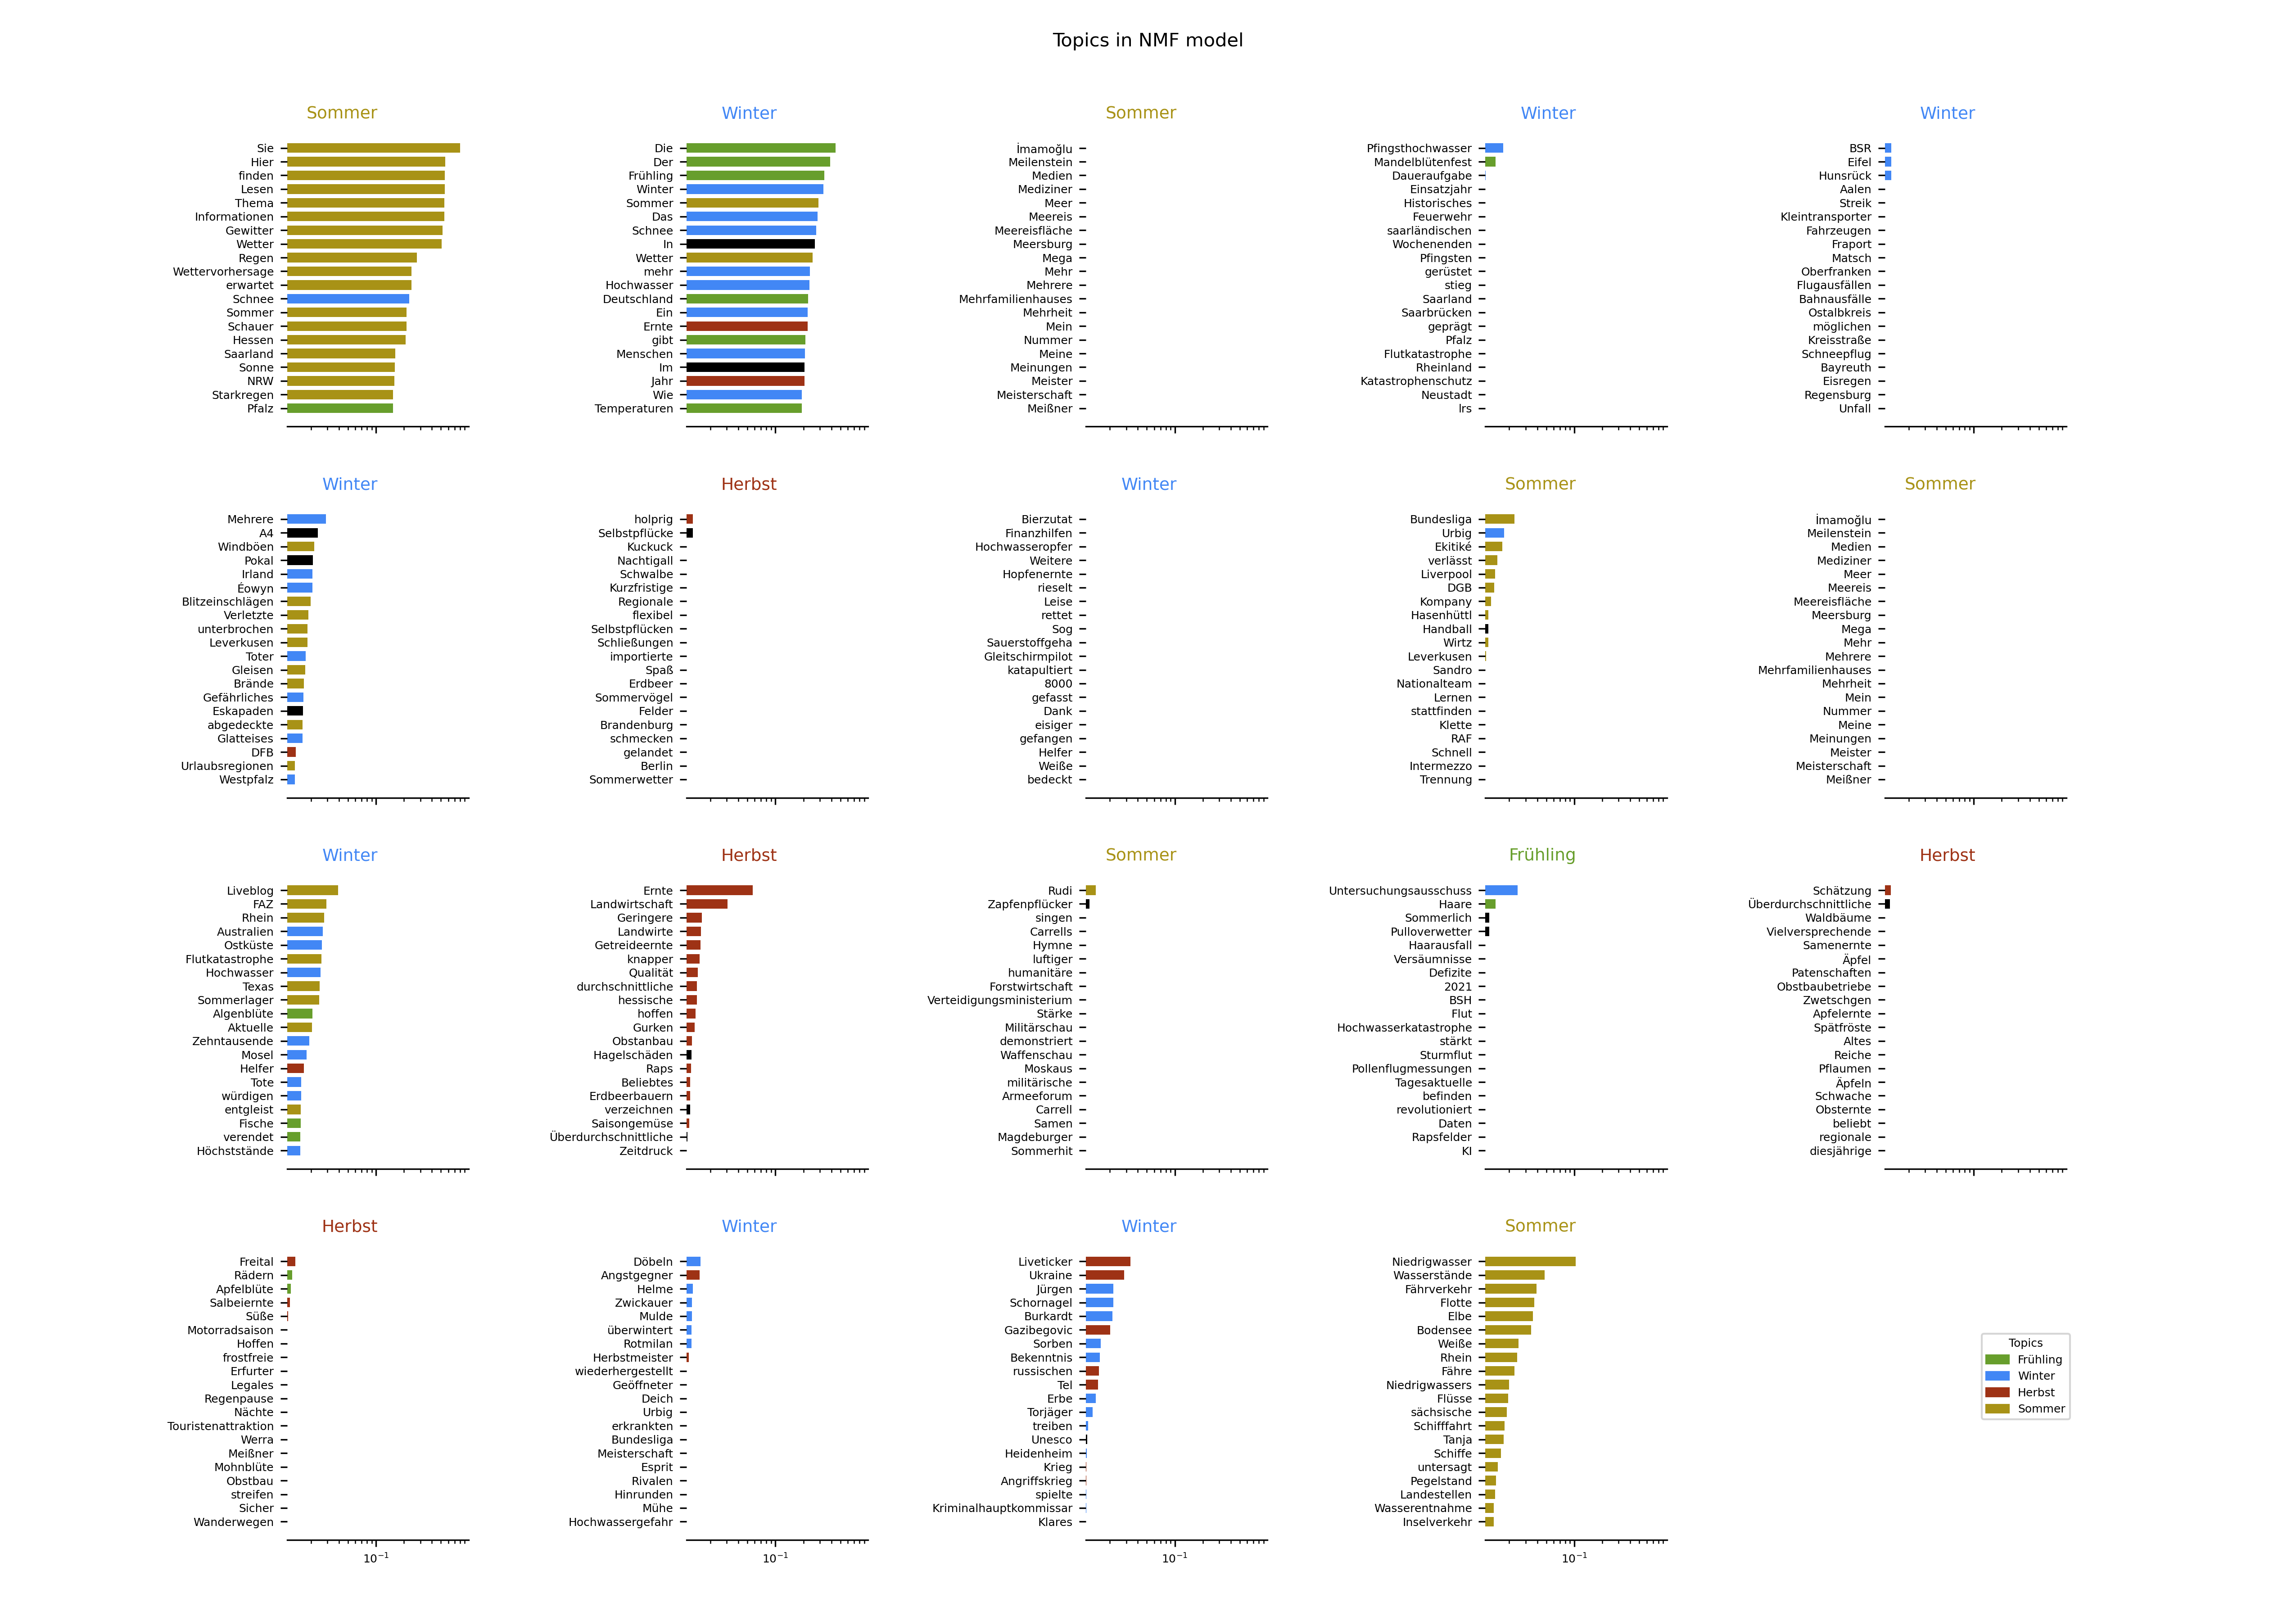 Topics in NMF model
Sommer
Sie
Hier
finden
Lesen
Thema
Informationen
Gewitter
Wetter
Regen
Wettervorhersage
erwartet
Schnee
Sommer
Schauer
Hessen
Saarland
Sonne
NRW
Starkregen
Pfalz
Winter
Die
Der
Frühling
Winter
Sommer
Das
Schnee
In
Wetter
mehr
Hochwasser
Deutschland
Ein
Ernte
gibt
Menschen
Im
Jahr
Wie
Temperaturen
Sommer
İmamoğlu
Meilenstein
Medien
Mediziner
Meer
Meereis
Meereisfläche
Meersburg
Mega
Mehr
Mehrere
Mehrfamilienhauses
Mehrheit
Mein
Nummer
Meine
Meinungen
Meister
Meisterschaft
Meißner
Winter
Pfingsthochwasser
Mandelblütenfest
Daueraufgabe
Einsatzjahr
Historisches
Feuerwehr
saarländischen
Wochenenden
Pfingsten
gerüstet
stieg
Saarland
Saarbrücken
geprägt
Pfalz
Flutkatastrophe
Rheinland
Katastrophenschutz
Neustadt
Irs
Winter
BSR
Eifel
Hunsrück
Aalen
Streik
Kleintransporter
Fahrzeugen
Fraport
Matsch
Oberfranken
Flugausfällen
Bahnausfälle
Ostalbkreis
möglichen
Kreisstraße
Schneepflug
Bayreuth
Eisregen
Regensburg
Unfall
Winter
Mehrere
A4
Windböen
Pokal
Irland
Éowyn
Blitzeinschlägen
Verletzte
unterbrochen
Leverkusen
Toter
Gleisen
Brände
Gefährliches
Eskapaden
abgedeckte
Glatteises
DFB
Urlaubsregionen
Westpfalz
Herbst
holprig
Selbstpflücke
Kuckuck
Nachtigall
Schwalbe
Kurzfristige
Regionale
flexibel
Selbstpflücken
Schließungen
importierte
Spaß
Erdbeer
Sommervögel
Felder
Brandenburg
schmecken
gelandet
Berlin
Sommerwetter
Winter
Bierzutat
Finanzhilfen
Hochwasseropfer
Weitere
Hopfenernte
rieselt
Leise
rettet
Sog
Sauerstoffgeha
Gleitschirmpilot
katapultiert
8000
gefasst
Dank
eisiger
gefangen
Helfer
Weiße
bedeckt
Sommer
Bundesliga
Urbig
Ekitiké
verlässt
Liverpool
DGB
Kompany
Hasenhüttl
Handball
Wirtz
Leverkusen
Sandro
Nationalteam
Lernen
stattfinden
Klette
RAF
Schnell
Intermezzo
Trennung
Sommer
İmamoğlu
Meilenstein
Medien
Mediziner
Meer
Meereis
Meereisfläche
Meersburg
Mega
Mehr
Mehrere
Mehrfamilienhauses
Mehrheit
Mein
Nummer
Meine
Meinungen
Meister
Meisterschaft
Meißner
Winter
Liveblog
FAZ
Rhein
Australien
Ostküste
Flutkatastrophe
Hochwasser
Texas
Sommerlager
Algenblüte
Aktuelle
Zehntausende
Mosel
Helfer
Tote
würdigen
entgleist
Fische
verendet
Höchststände
Herbst
Ernte
Landwirtschaft
Geringere
Landwirte
Getreideernte
knapper
Qualität
durchschnittliche
hessische
hoffen
Gurken
Obstanbau
Hagelschäden
Raps
Beliebtes
Erdbeerbauern
verzeichnen
Saisongemüse
Überdurchschnittliche
Zeitdruck
Sommer
Rudi
Zapfenpflücker
singen
Carrells
Hymne
luftiger
humanitäre
Forstwirtschaft
Verteidigungsministerium
Stärke
Militärschau
demonstriert
Waffenschau
Moskaus
militärische
Armeeforum
Carrell
Samen
Magdeburger
Sommerhit
Frühling
Untersuchungsausschuss
Haare
Sommerlich
Pulloverwetter
Haarausfall
Versäumnisse
Defizite
2021
BSH
Flut
Hochwasserkatastrophe
stärkt
Sturmflut
Pollenflugmessungen
Tagesaktuelle
befinden
revolutioniert
Daten
Rapsfelder
KI
Herbst
Schätzung
Überdurchschnittliche
Waldbäume
Vielversprechende
Samenernte
Äpfel
Patenschaften
Obstbaubetriebe
Zwetschgen
Apfelernte
Spätfröste
Altes
Reiche
Pflaumen
Äpfeln
Schwache
Obsternte
beliebt
regionale
diesjährige
Herbst
Freital
Rädern
Apfelblüte
Salbeiernte
Süße
Motorradsaison
Hoffen
frostfreie
Erfurter
Legales
Regenpause
Nächte
Touristenattraktion
Werra
Meißner
Mohnblüte
Obstbau
streifen
Sicher
Wanderwegen
10⁻¹
Winter
Döbeln
Angstgegner
Helme
Zwickauer
Mulde
überwintert
Rotmilan
Herbstmeister
wiederhergestellt
Geöffneter
Deich
Urbig
erkrankten
Bundesliga
Meisterschaft
Esprit
Rivalen
Hinrunden
Mühe
Hochwassergefahr
10⁻¹
Winter
Liveticker
Ukraine
Jürgen
Schornagel
Burkardt
Gazibegovic
Sorben
Bekenntnis
russischen
Tel
Erbe
Torjäger
treiben
Unesco
Heidenheim
Krieg
Angriffskrieg
spielte
Kriminalhauptkommissar
Klares
10⁻¹
Sommer
Niedrigwasser
Wasserstände
Fährverkehr
Flotte
Elbe
Bodensee
Weiße
Rhein
Fähre
Niedrigwassers
Flüsse
sächsische
Schifffahrt
Tanja
Schiffe
untersagt
Pegelstand
Landestellen
Wasserentnahme
Inselverkehr
10⁻¹
Topics
Frühling
Winter
Herbst
Sommer